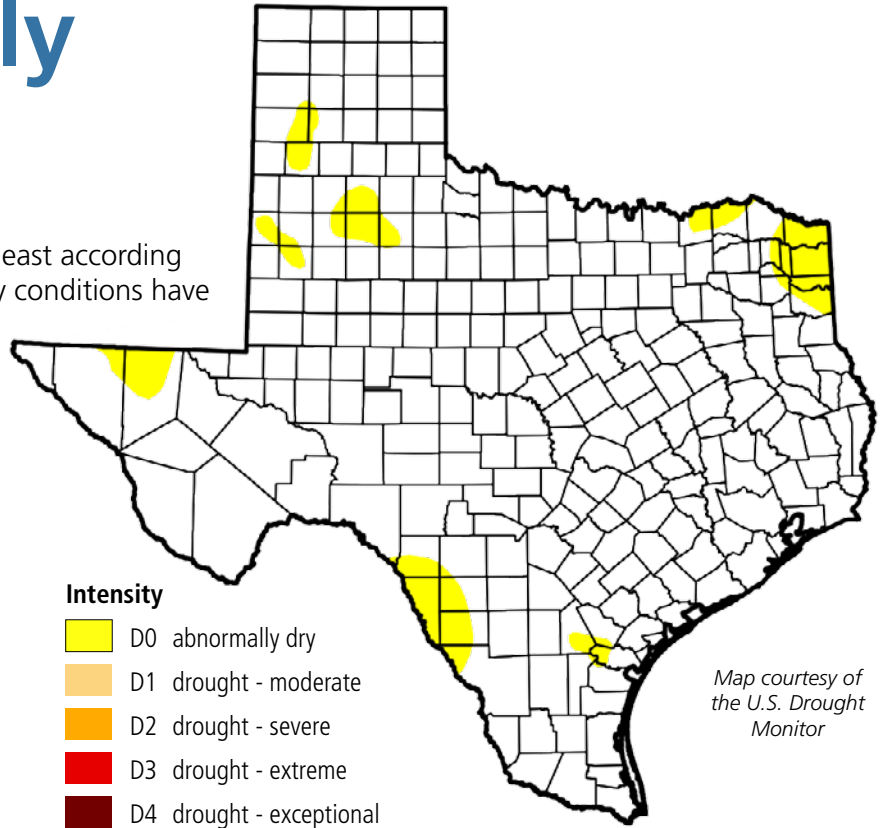 ly
east according
y conditions have
Intensity
D0 abnormally dry
D1 drought - moderate
D2 drought - severe
D3 drought - extreme
D4 drought - exceptional
Map courtesy of
the U.S. Drought
Monitor